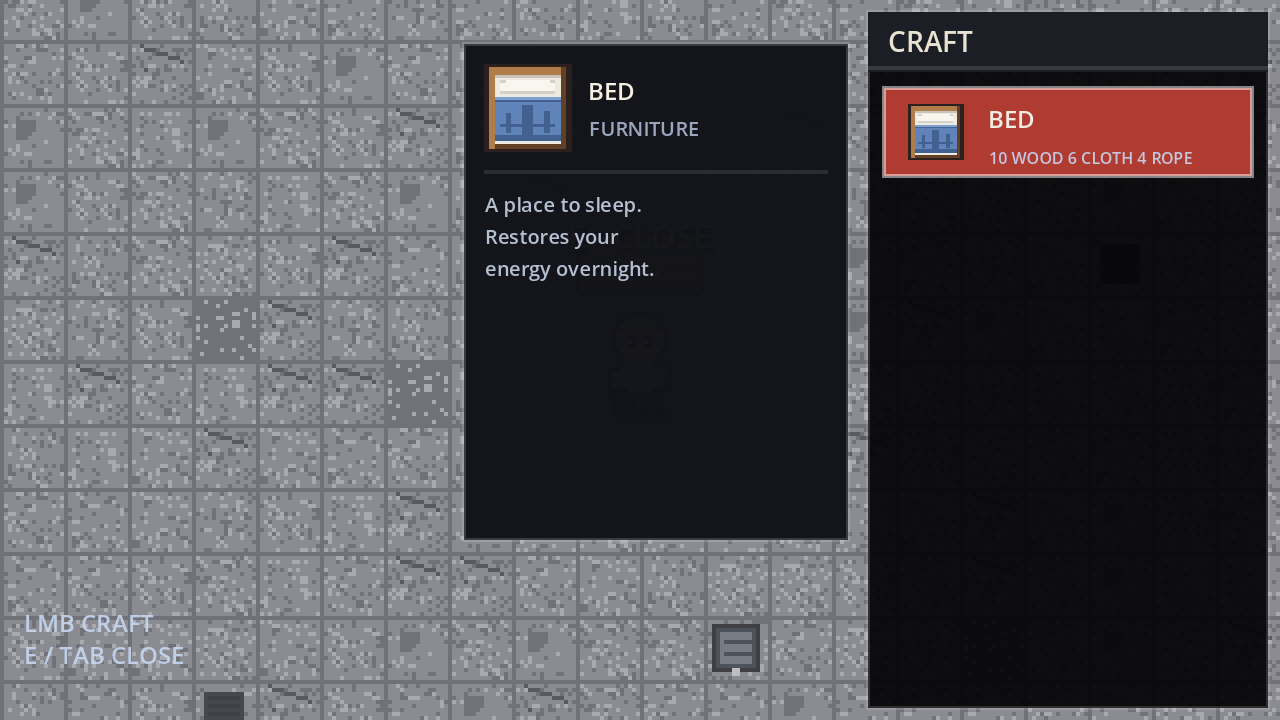 CRAFT
BED
10 WOOD 6 CLOTH 4 ROPE
BED
FURNITURE
A place to sleep.
Restores your
energy overnight.
LMB CRAFT
E / TAB CLOSE